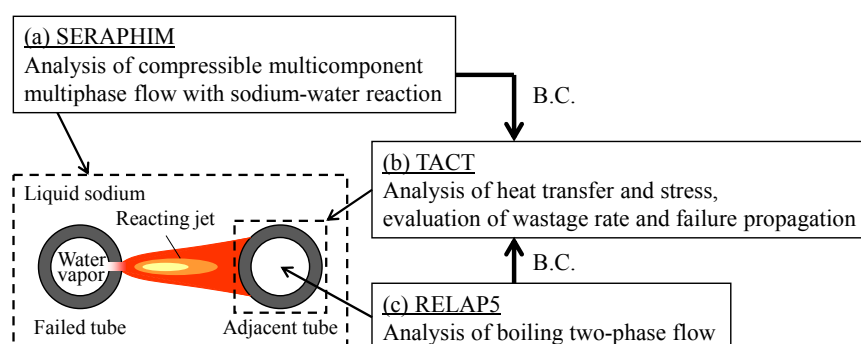 (a) SERAPHIM
Analysis of compressible multicomponent
multiphase flow with sodium-water reaction
B.C.
(b) TACT
Analysis of heat transfer and stress,
evaluation of wastage rate and failure propagation
Liquid sodium
Reacting jet
Water
vapor
Failed tube
Adjacent tube
B.C.
(c) RELAP5
Analysis of boiling two-phase flow